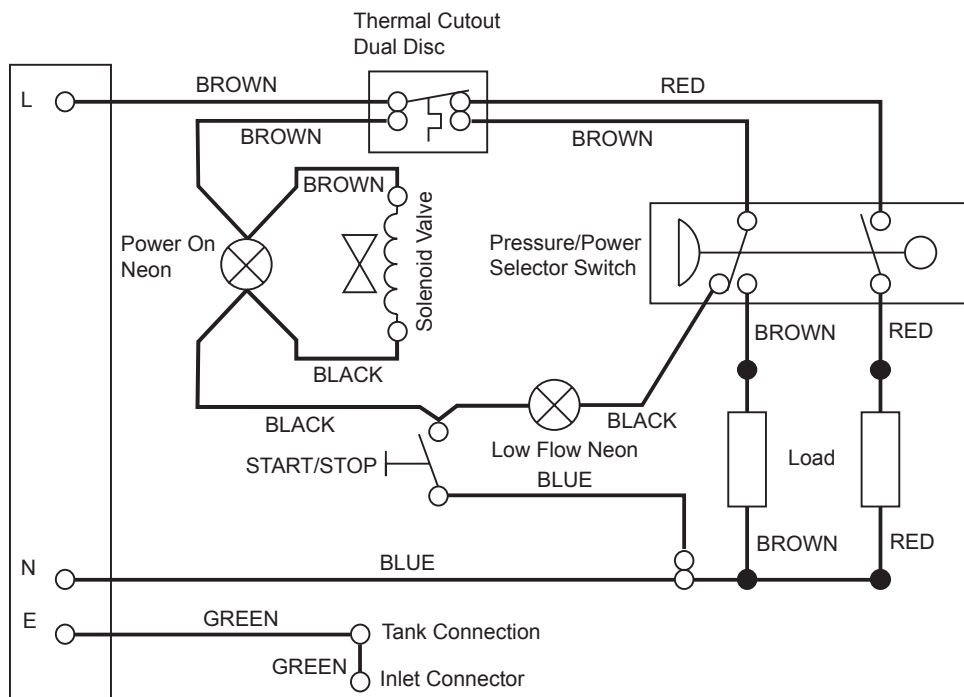 Thermal Cutout
Dual Disc
L
BROWN
RED
BROWN
BROWN
BROWN
Power On
Neon
Solenoid Valve
Pressure/Power
Selector Switch
BROWN
RED
BLACK
BLACK
BLACK
Low Flow Neon
START/STOP
BLUE
Load
BROWN
RED
N
BLUE
E
GREEN
Tank Connection
GREEN
Inlet Connector